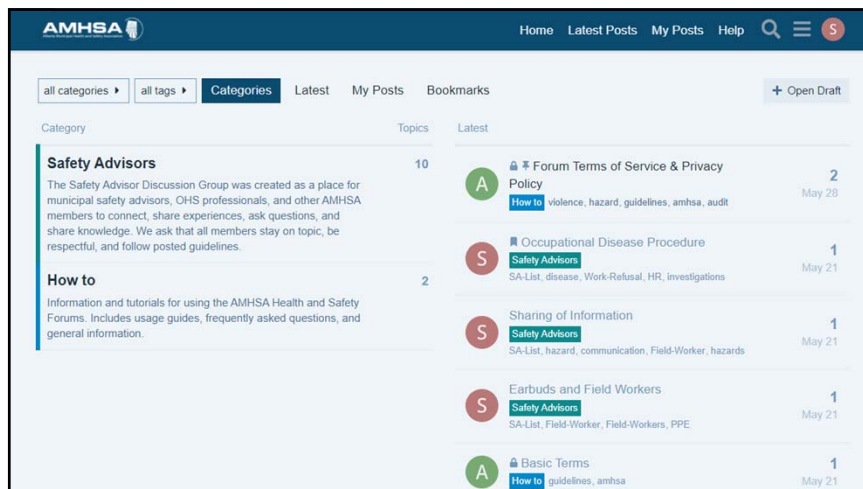 AMHSA
Home Latest Posts My Posts Help S
all categories all tags Categories Latest My Posts Bookmarks + Open Draft
Category Topics
Safety Advisors 10
The Safety Advisor Discussion Group was created as a place for
municipal safety advisors, OHS professionals, and other AMHSA
members to connect, share experiences, ask questions, and
share knowledge. We ask that all members stay on topic, be
respectful, and follow posted guidelines.
How to 2
Information and tutorials for using the AMHSA Health and Safety
Forums. Includes usage guides, frequently asked questions, and
general information.
Latest
A Forum Terms of Service & Privacy
Policy 2
How to violence, hazard, guidelines, amhsa, audit May 28
S Occupational Disease Procedure 1
Safety Advisors May 21
SA-List, disease, Work-Refusal, HR, investigations
S Sharing of Information 1
Safety Advisors May 21
SA-List, hazard, communication, Field-Worker, hazards
S Earbuds and Field Workers 1
Safety Advisors May 21
SA-List, Field-Worker, Field-Workers, PPE
A Basic Terms 1
How to guidelines, amhsa May 21